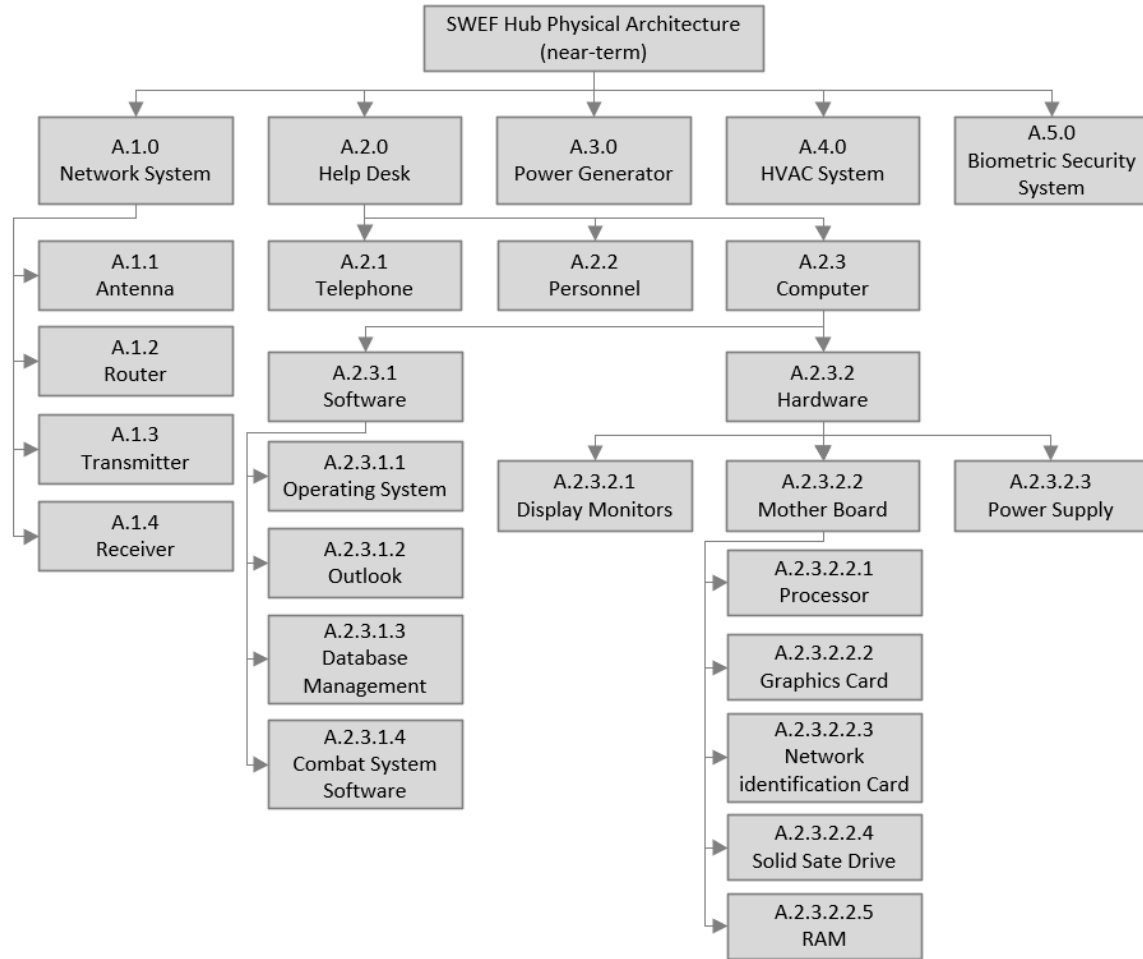 SWEF Hub Physical Architecture
(near-term)
A.1.0
Network System
A.2.0
Help Desk
A.3.0
Power Generator
A.4.0
HVAC System
A.5.0
Biometric Security
System
A.1.1
Antenna
A.1.2
Router
A.1.3
Transmitter
A.1.4
Receiver
A.2.1
Telephone
A.2.2
Personnel
A.2.3
Computer
A.2.3.1
Software
A.2.3.2
Hardware
A.2.3.1.1
Operating System
A.2.3.1.2
Outlook
A.2.3.1.3
Database
Management
A.2.3.1.4
Combat System
Software
A.2.3.2.1
Display Monitors
A.2.3.2.2
Mother Board
A.2.3.2.3
Power Supply
A.2.3.2.2.1
Processor
A.2.3.2.2.2
Graphics Card
A.2.3.2.2.3
Network
identification Card
A.2.3.2.2.4
Solid Sate Drive
A.2.3.2.2.5
RAM